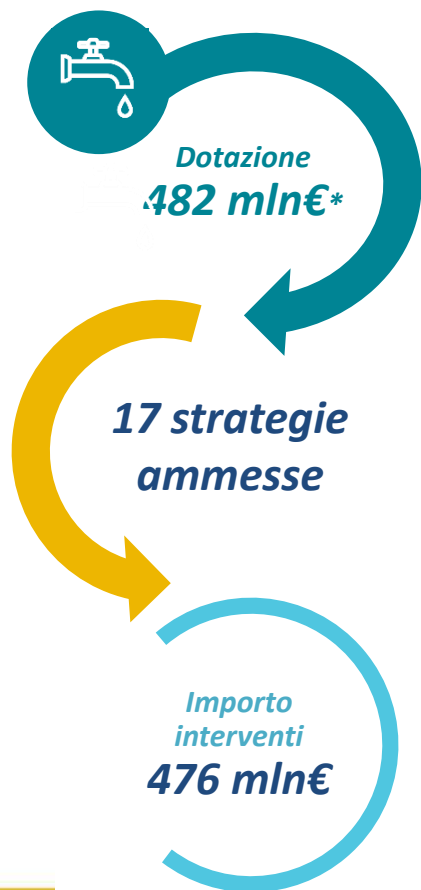 Dotazione
482 mln€*
17 strategie
ammesse
Importo
interventi
476 mln€